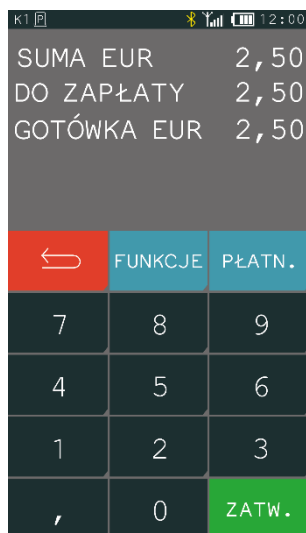 K1 P 12:00
SUMA EUR 2,50
DO ZAPŁATY 2,50
GOTÓWKA EUR 2,50
FUNKCJE PŁATN.
7 8 9
4 5 6
1 2 3
, 0 ZATW.